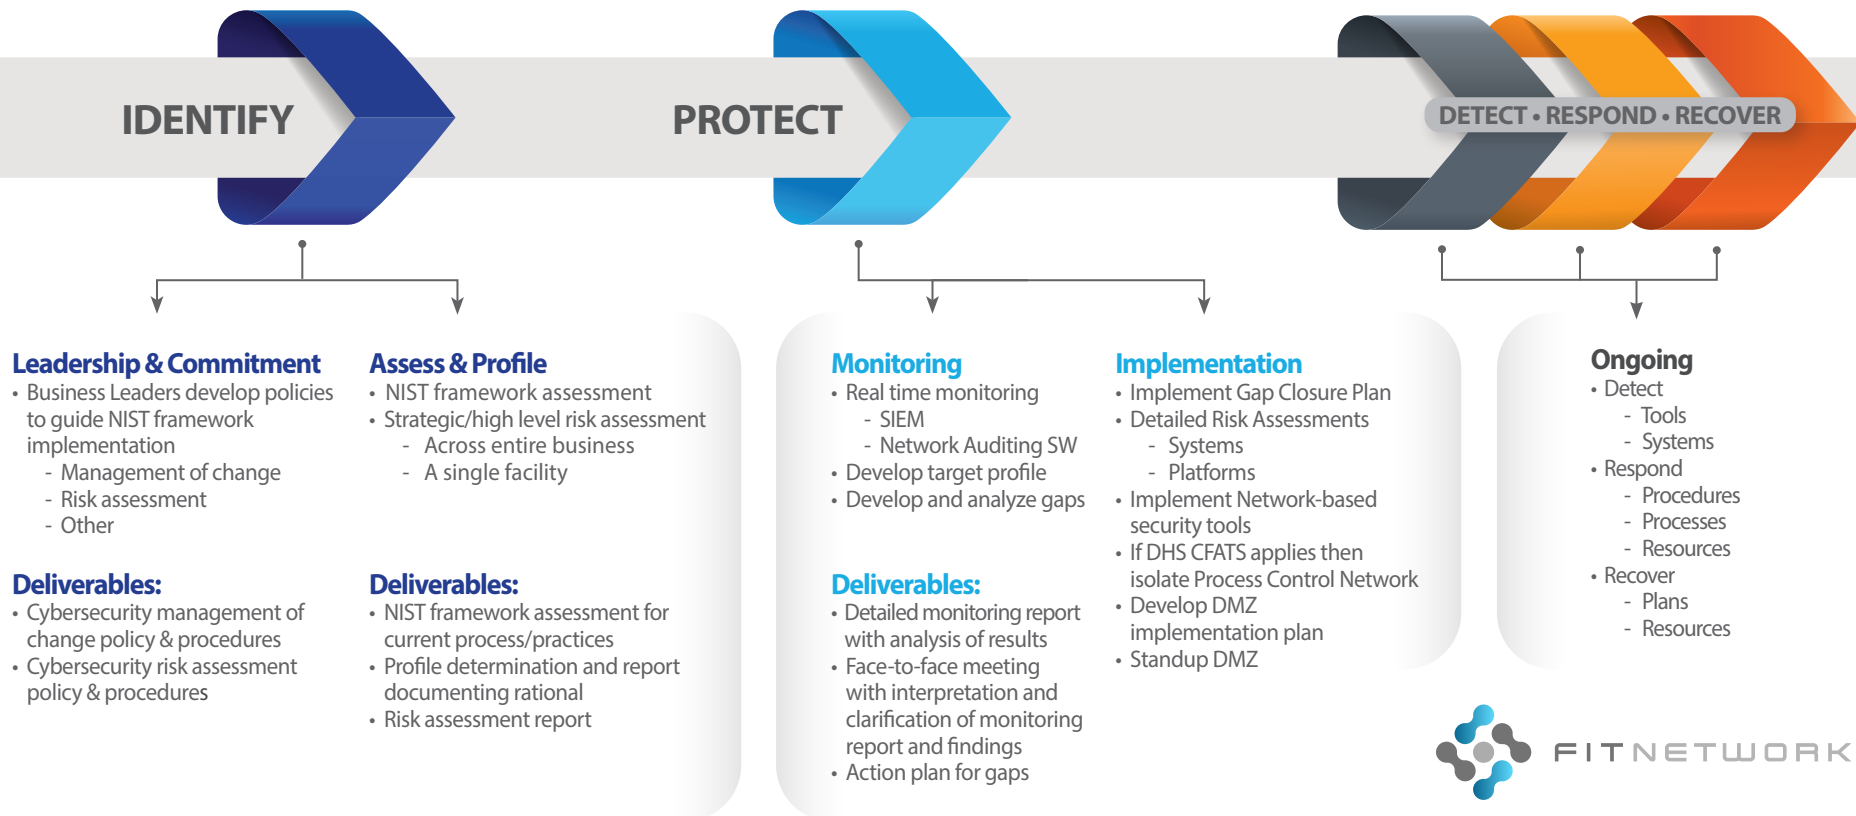 IDENTIFY
PROTECT
DETECT • RESPOND • RECOVER
Leadership & Commitment
• Business Leaders develop policies
to guide NIST framework
implementation
- Management of change
- Risk assessment
- Other
Deliverables:
• Cybersecurity management of
change policy & procedures
• Cybersecurity risk assessment
policy & procedures
Assess & Profile
• NIST framework assessment
• Strategic/high level risk assessment
- Across entire business
- A single facility
Deliverables:
• NIST framework assessment for
current process/practices
• Profile determination and report
documenting rational
• Risk assessment report
Monitoring
• Real time monitoring
- SIEM
- Network Auditing SW
• Develop target profile
• Develop and analyze gaps
Deliverables:
• Detailed monitoring report
with analysis of results
• Face-to-face meeting
with interpretation and
clarification of monitoring
report and findings
• Action plan for gaps
Implementation
• Implement Gap Closure Plan
• Detailed Risk Assessments
- Systems
- Platforms
• Implement Network-based
security tools
• If DHS CFATS applies then
isolate Process Control Network
• Develop DMZ
implementation plan
• Standup DMZ
Ongoing
• Detect
- Tools
- Systems
• Respond
- Procedures
- Processes
- Resources
• Recover
- Plans
- Resources
FITNETWORK